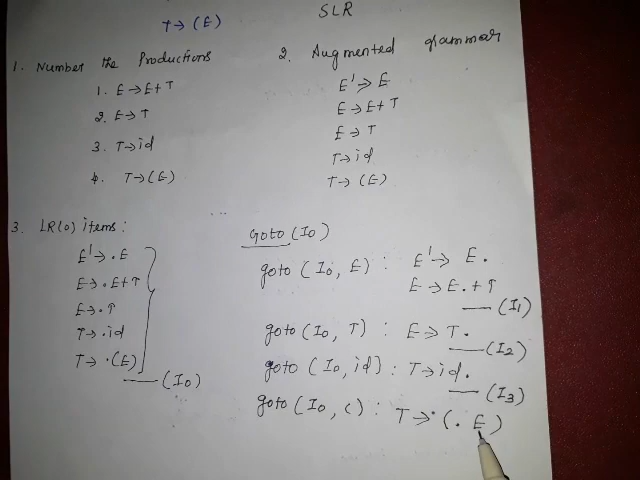 SLR
T→(E)
1. Number the Productions
1. E→E+T
2. E→T
3. T→id
4. T→(E)
2. Augmented grammar
E'→E
E→E+T
E→T
T→id
T→(E)
3. LR(0) items:
E'→.E
E→.E+T
E→.T
T→.id
T→.(E)
—(I0)
Goto(I0)
goto(I0, E): E'→E.
E→E.+T
—(I1)
goto(I0, T): E→T.
—(I2)
goto(I0, id): T→id.
—(I3)
goto(I0, (): T→(.E)